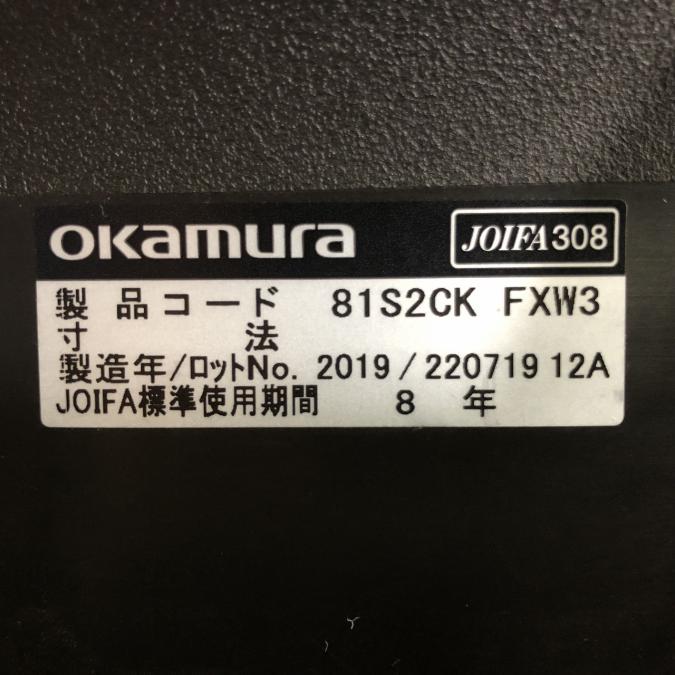 okamura
JOIFA308
製品コード 81S2CK FXW3
寸法
製造年/ロットNo. 2019 / 220719 12A
JOIFA標準使用期間 8 年